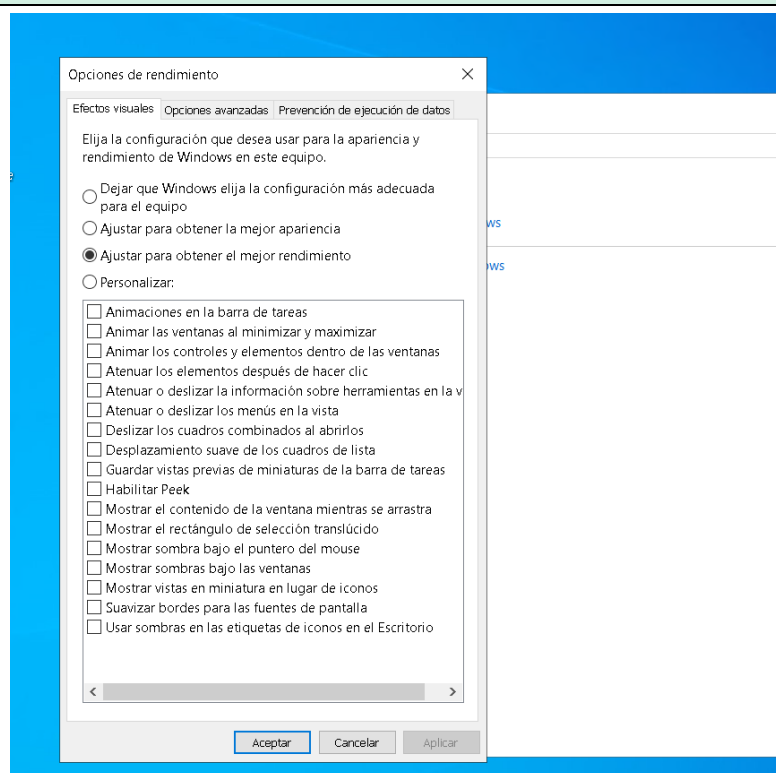 Opciones de rendimiento
Efectos visuales Opciones avanzadas Prevención de ejecución de datos
Elija la configuración que desea usar para la apariencia y
rendimiento de Windows en este equipo.
Dejar que Windows elija la configuración más adecuada
para el equipo
Ajustar para obtener la mejor apariencia
Ajustar para obtener el mejor rendimiento
Personalizar:
Animaciones en la barra de tareas
Animar las ventanas al minimizar y maximizar
Animar los controles y elementos dentro de las ventanas
Atenuar los elementos después de hacer clic
Atenuar o deslizar la información sobre herramientas en la v
Atenuar o deslizar los menús en la vista
Deslizar los cuadros combinados al abrirlos
Desplazamiento suave de los cuadros de lista
Guardar vistas previas de miniaturas de la barra de tareas
Habilitar Peek
Mostrar el contenido de la ventana mientras se arrastra
Mostrar el rectángulo de selección translúcido
Mostrar sombra bajo el puntero del mouse
Mostrar sombras bajo las ventanas
Mostrar vistas en miniatura en lugar de iconos
Suavizar bordes para las fuentes de pantalla
Usar sombras en las etiquetas de iconos en el Escritorio
Aceptar Cancelar Aplicar
ws
ows